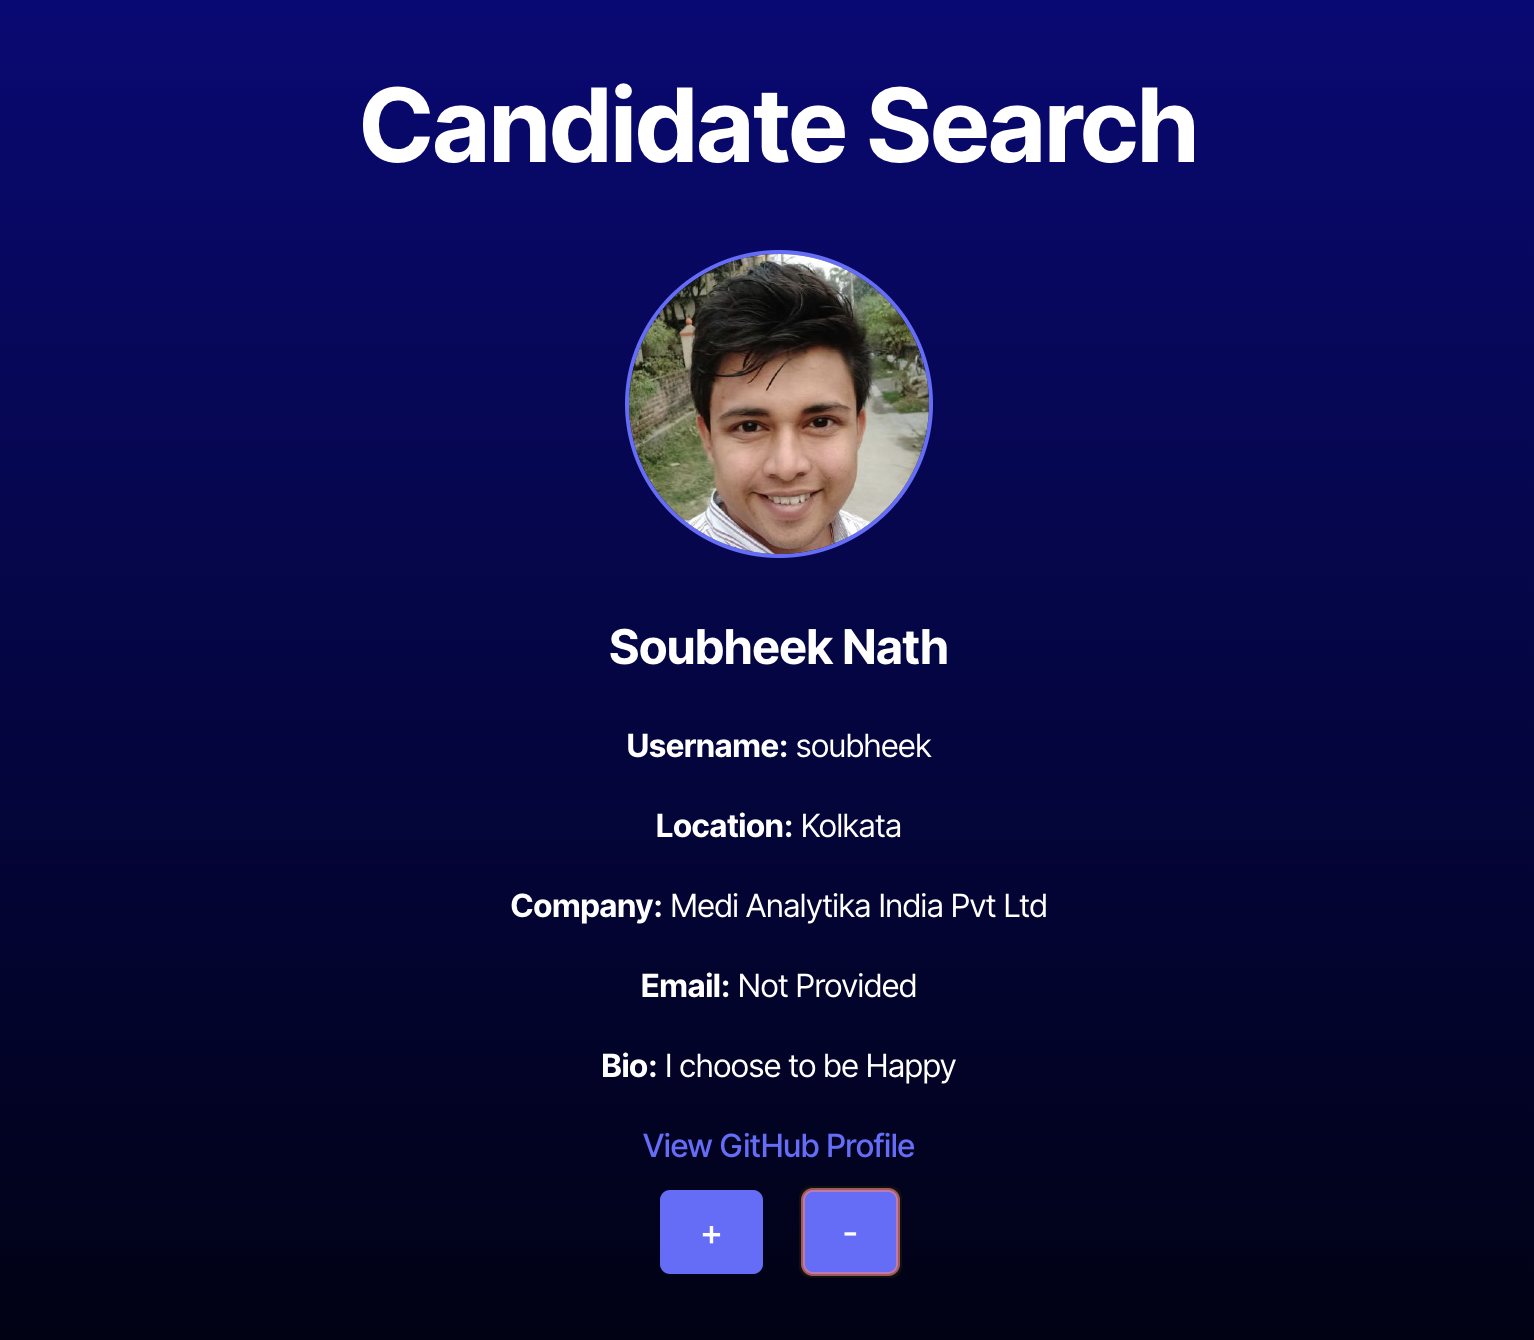 Candidate Search
Soubheek Nath
Username: soubheek
Location: Kolkata
Company: Medi Analytika India Pvt Ltd
Email: Not Provided
Bio: I choose to be Happy
View GitHub Profile
+ -